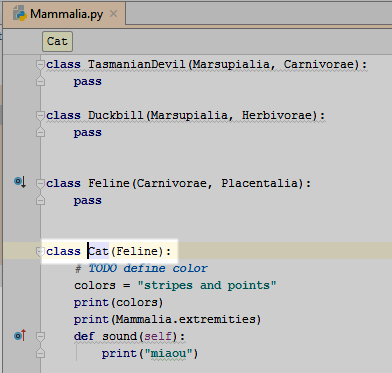 Mammalia.py
Cat
class TasmanianDevil(Marsupialia, Carnivorae):
    pass
class Duckbill(Marsupialia, Herbivorae):
    pass
class Feline(Carnivorae, Placentalia):
    pass
class Cat(Feline):
    # TODO define color
    colors = "stripes and points"
    print(colors)
    print(Mammalia.extremities)
    def sound(self):
        print("miaou")